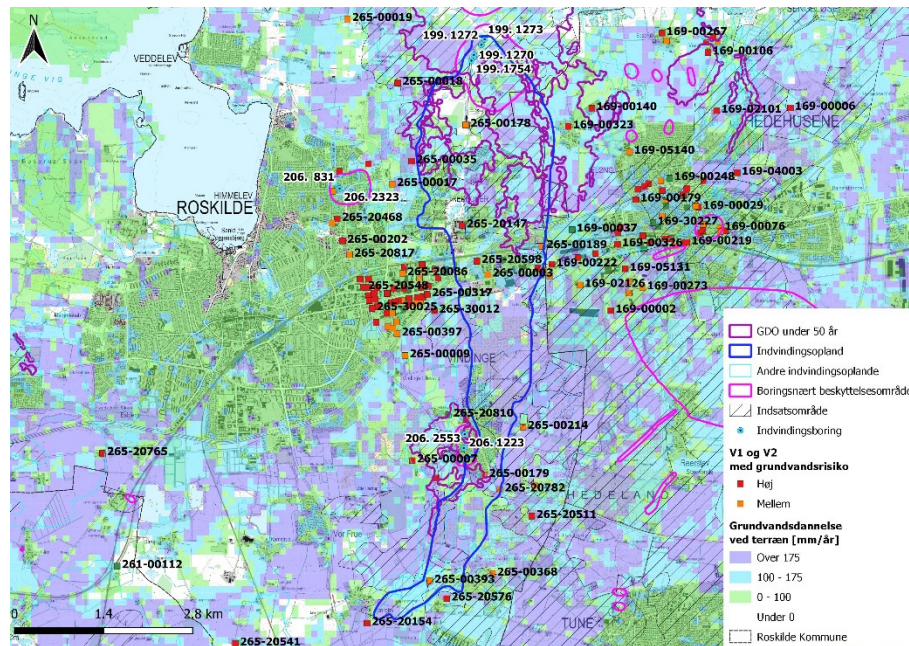 N
265-00019
199. 1272
199. 1273
169-00267
VEDDELEV
199. 1270
169-00106
199. 1754
265-00018
169-00140
169-02101
169-00006
265-00178
169-00323
HEDEHUSENE
169-05140
265-00035
206. 831
169-04003
265-00017
169-00248
HIMMELEV
206. 2323
169-00179
ROSKILDE
169-00029
265-20468
265-20147
169-00037
169-30227
169-00076
265-00202
265-00189
169-00326
169-00219
265-20817
265-20598
169-00222
169-05131
265-20086
265-00003
265-20548
169-02126
169-00273
265-00317
265-30025
265-30012
169-00002
265-00397
265-00009
VINDINGE
265-20810
265-00214
206. 2553
206. 1223
265-20765
265-00007
265-00179
265-20782
HEDELAND
265-20511
Vor Frue
261-00112
265-00368
265-00393
265-20576
265-20154
TUNE
265-20541
0 1.4 2.8 km
GDO under 50 år
Indvindingsopland
Andre indvindingsoplande
Boringsnært beskyttelsesområde
Indsatsområde
Indvindingsboring
V1 og V2
med grundvandsrisiko
Høj
Mellem
Grundvandsdannelse
ved terræn [mm/år]
Over 175
100 - 175
0 - 100
Under 0
Roskilde Kommune